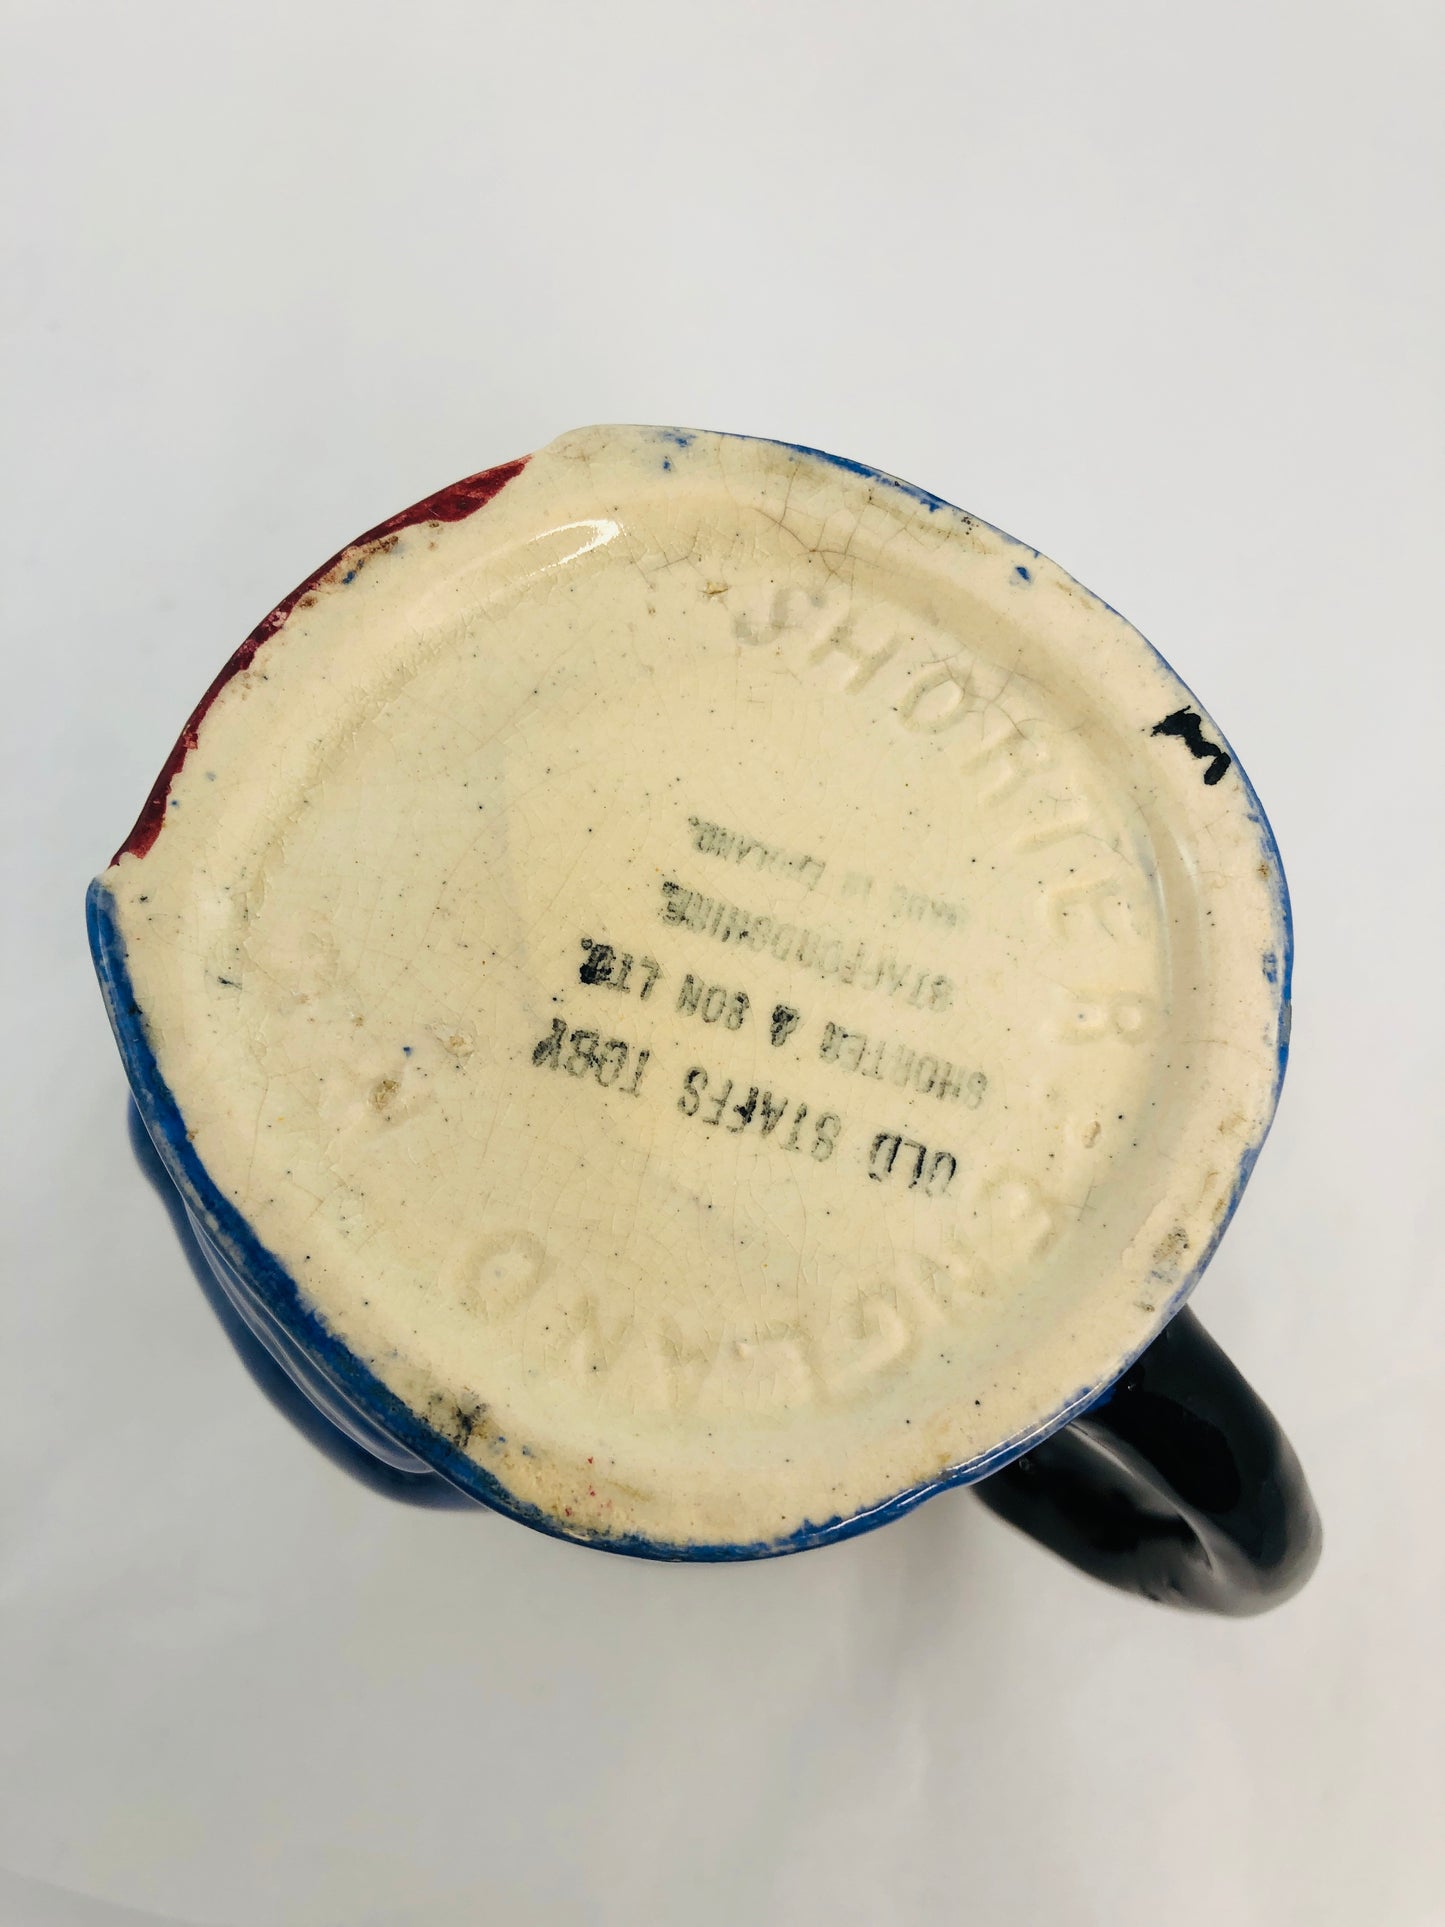 SHORTER
ENGLAND
OLD STAFFS TOBY
SHORTER & SON LTD.
STAFFORDSHIRE.
MADE IN ENGLAND.
M